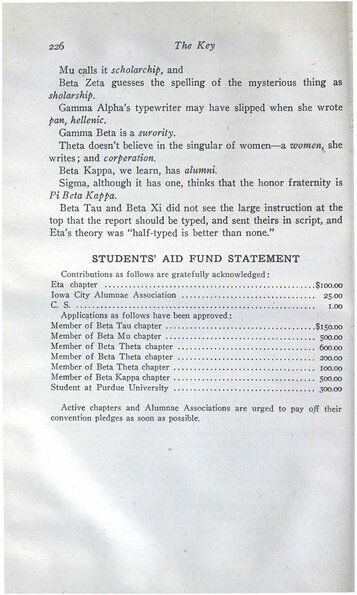 226 The Key
Mu calls it scholarchip, and
Beta Zeta guesses the spelling of the mysterious thing as
sholarship.
Gamma Alpha's typewriter may have slipped when she wrote
pan, hellenic.
Gamma Beta is a surority.
Theta doesn't believe in the singular of women—a women, she
writes; and corperation.
Beta Kappa, we learn, has alumni.
Sigma, although it has one, thinks that the honor fraternity is
Pi Beta Kappa.
Beta Tau and Beta Xi did not see the large instruction at the
top that the report should be typed, and sent theirs in script, and
Eta's theory was "half-typed is better than none."
STUDENTS' AID FUND STATEMENT
Contributions as follows are gratefully acknowledged:
Eta chapter ........................................ $100.00
Iowa City Alumnae Association ........................ 25.00
C. S. ................................................ 1.00
Applications as follows have been approved:
Member of Beta Tau chapter ........................ $150.00
Member of Beta Mu chapter ........................ 500.00
Member of Beta Theta chapter ........................ 600.00
Member of Beta Theta chapter ........................ 200.00
Member of Beta Theta chapter ........................ 100.00
Member of Beta Kappa chapter ........................ 500.00
Student at Purdue University ........................ 300.00
Active chapters and Alumnae Associations are urged to pay off their
convention pledges as soon as possible.